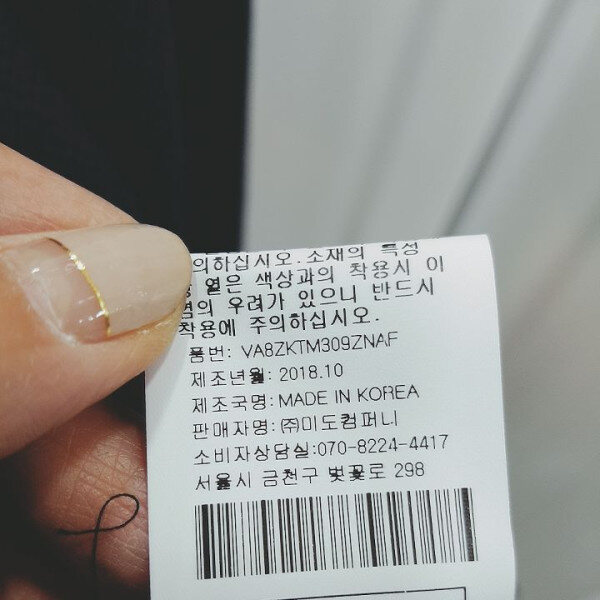 의하십시오.소재의 특성
옅은 색상과의 착용시 이
염의 우려가 있으니 반드시
착용에 주의하십시오.
품번: VA8ZKTM309ZNAF
제조년월: 2018.10
제조국명: MADE IN KOREA
판매자명: ㈜미도컴퍼니
소비자상담실:070-8224-4417
서울시 금천구 벚꽃로 298